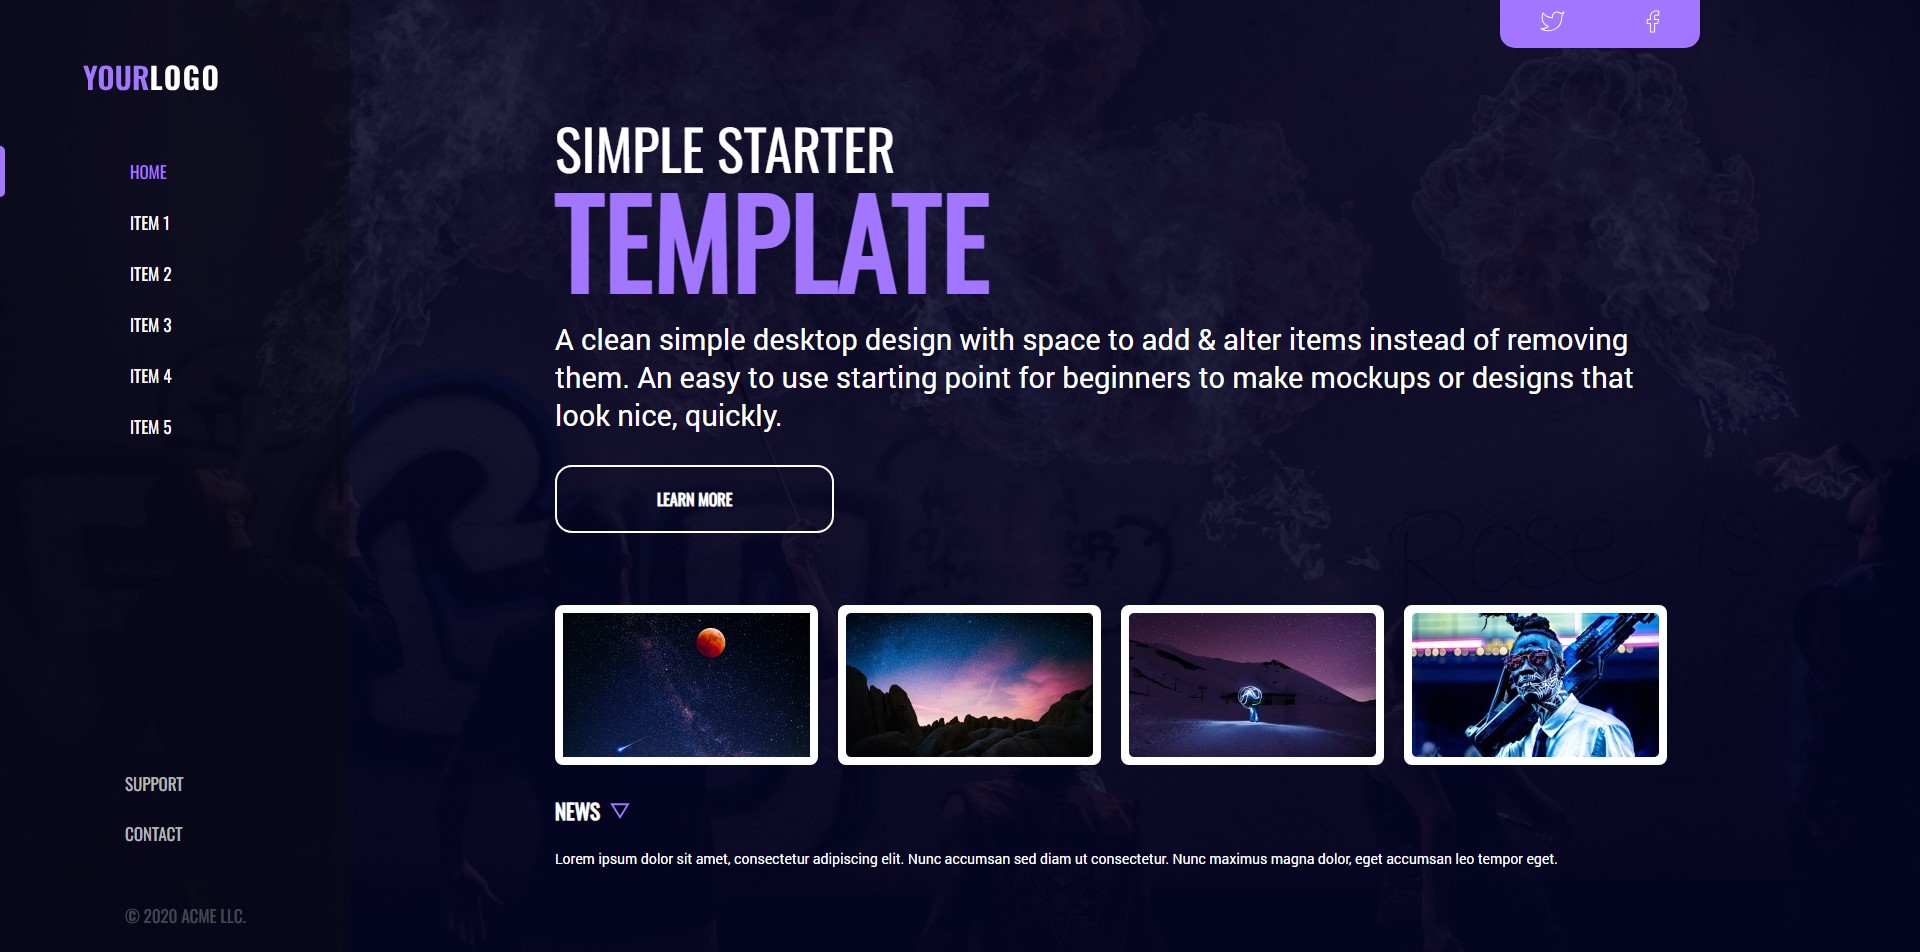 YOURLOGO
HOME
ITEM 1
ITEM 2
ITEM 3
ITEM 4
ITEM 5
SUPPORT
CONTACT
© 2020 ACME LLC.
SIMPLE STARTER
TEMPLATE
A clean simple desktop design with space to add & alter items instead of removing
them. An easy to use starting point for beginners to make mockups or designs that
look nice, quickly.
LEARN MORE
Rose is
NEWS
Lorem ipsum dolor sit amet, consectetur adipiscing elit. Nunc accumsan sed diam ut consectetur. Nunc maximus magna dolor, eget accumsan leo tempor eget.